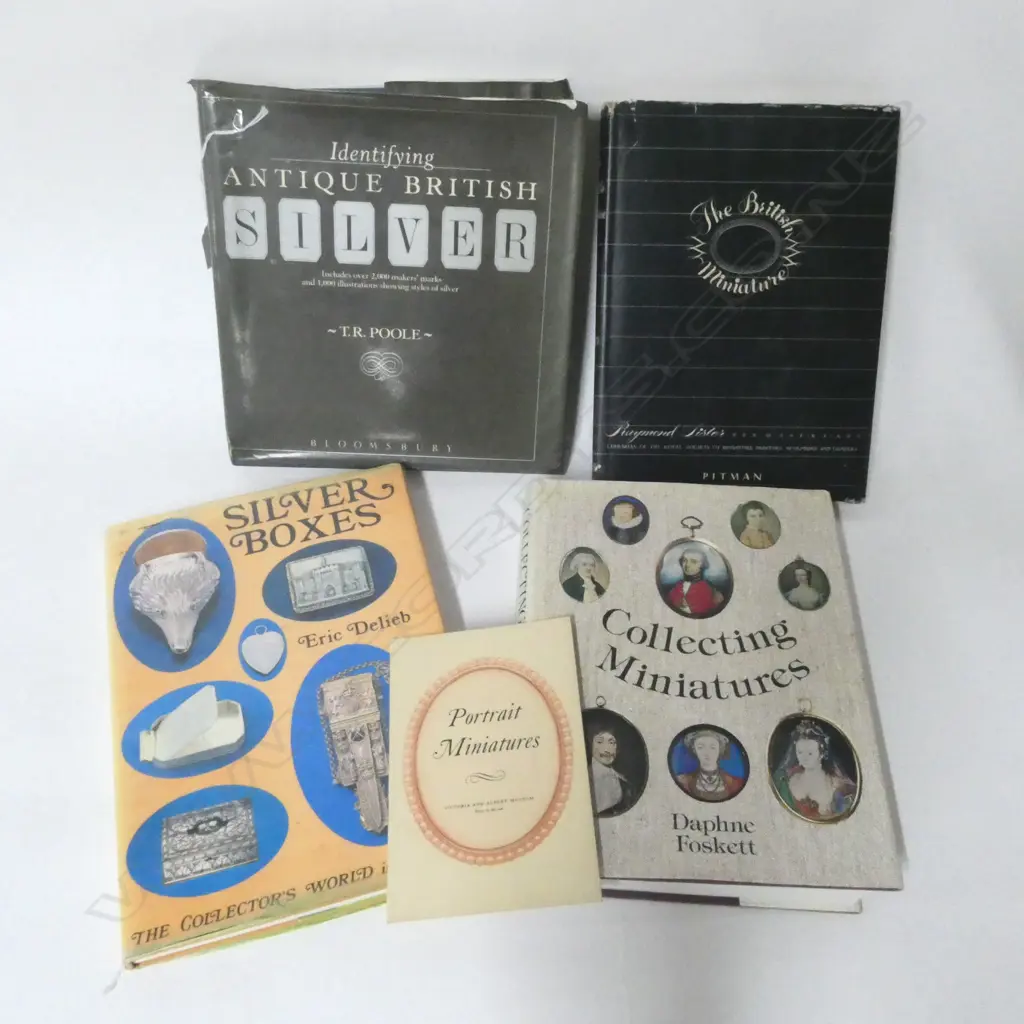 Identifying
ANTIQUE BRITISH
SILVER
Includes over 2,000 makers' marks
and 1,000 illustrations showing styles of silver
~ T.R. POOLE ~
BLOOMSBURY
The British
Miniature
Raymond Lister
PITMAN
SILVER
BOXES
Eric Delieb
THE COLLECTOR'S WORLD
Portrait
Miniatures
VICTORIA AND ALBERT MUSEUM
COLLECTING
Collecting
Miniatures
Daphne
Foskett